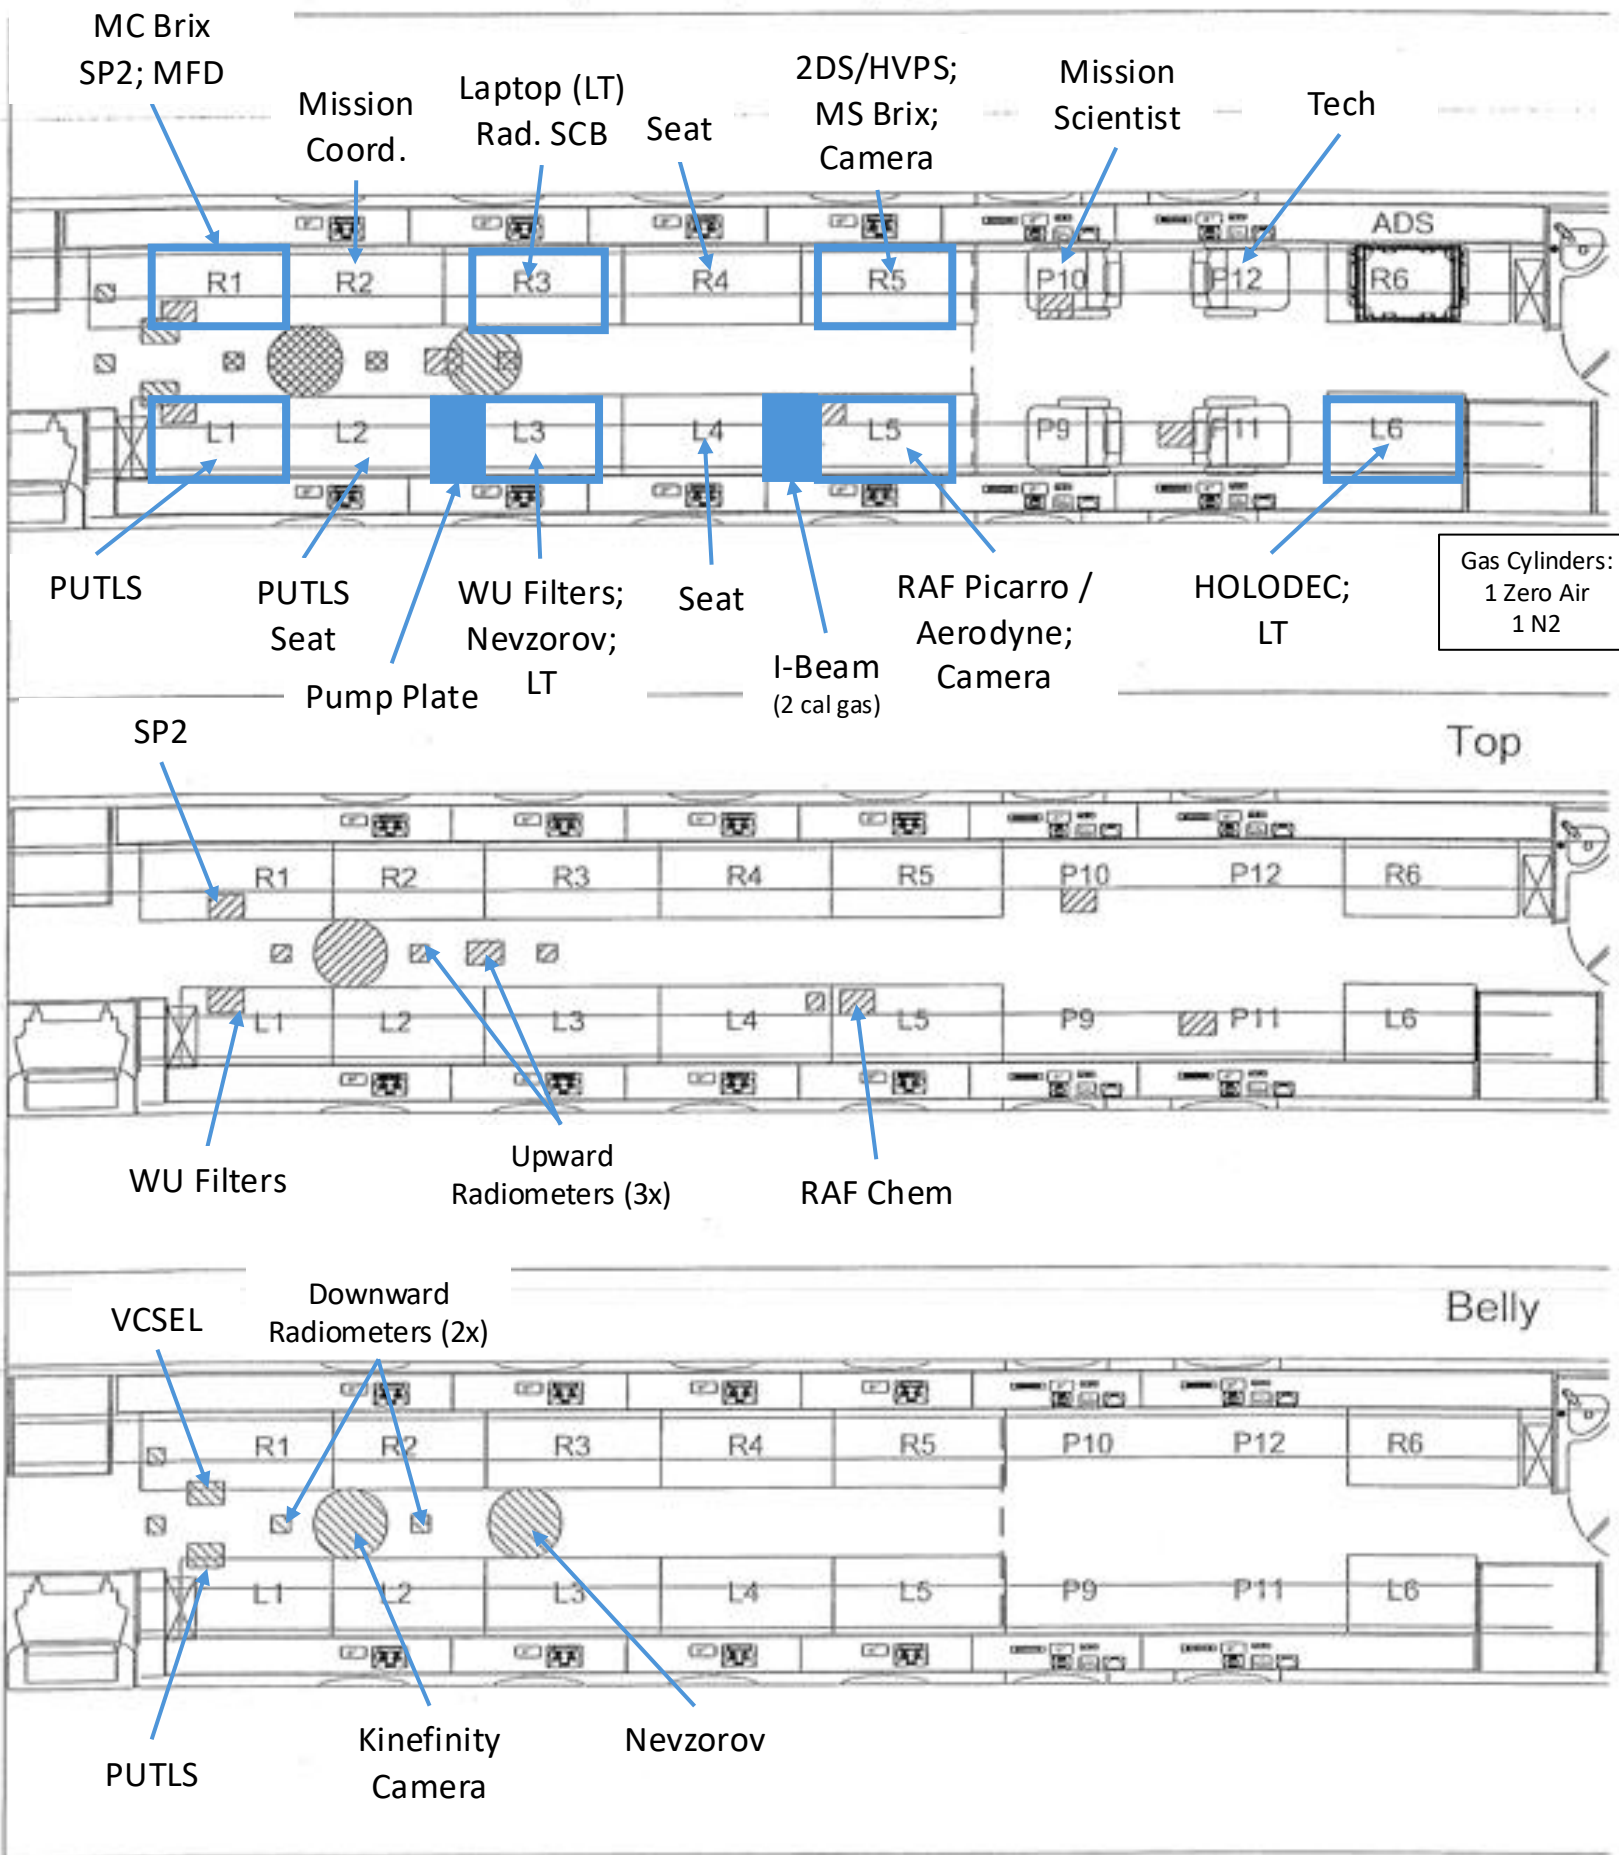 MC Brix
SP2; MFD
Mission
Coord.
Laptop (LT)
Rad. SCB
Seat
2DS/HVPS;
MS Brix;
Camera
Mission
Scientist
Tech
ADS
R1
R2
R3
R4
R5
P10
P12
R6
L1
L2
L3
L4
L5
P9
P11
L6
PUTLS
PUTLS
Seat
WU Filters;
Nevzorov;
LT
Pump Plate
Seat
I-Beam
(2 cal gas)
RAF Picarro /
Aerodyne;
Camera
HOLODEC;
LT
Gas Cylinders:
1 Zero Air
1 N2
Top
SP2
R1
R2
R3
R4
R5
P10
P12
R6
L1
L2
L3
L4
L5
P9
P11
L6
WU Filters
Upward
Radiometers (3x)
RAF Chem
Belly
VCSEL
Downward
Radiometers (2x)
R1
R2
R3
R4
R5
P10
P12
R6
L1
L2
L3
L4
L5
P9
P11
L6
PUTLS
Kinefinity
Camera
Nevzorov